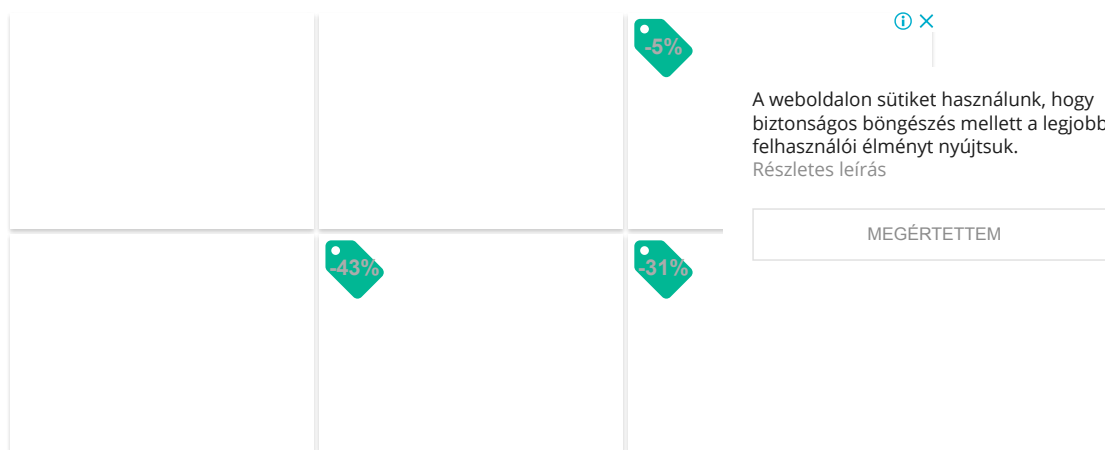 -5%
-43%
-31%
A weboldalon sütiket használunk, hogy
biztonságos böngészés mellett a legjobb
felhasználói élményt nyújtsuk.
Részletes leírás
MEGÉRTETTEM